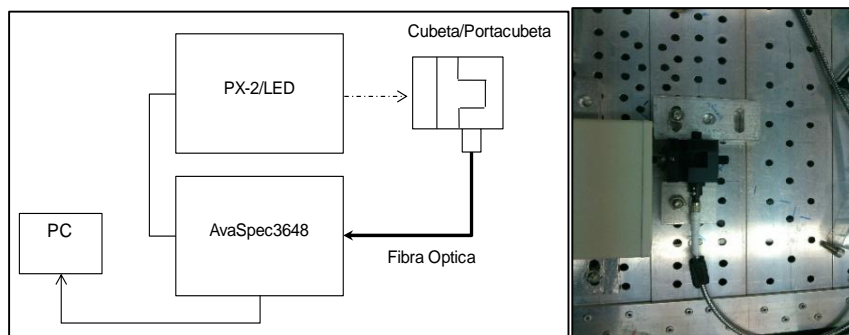 Cubeta/Portacubeta
PX-2/LED
AvaSpec3648
PC
Fibra Optica